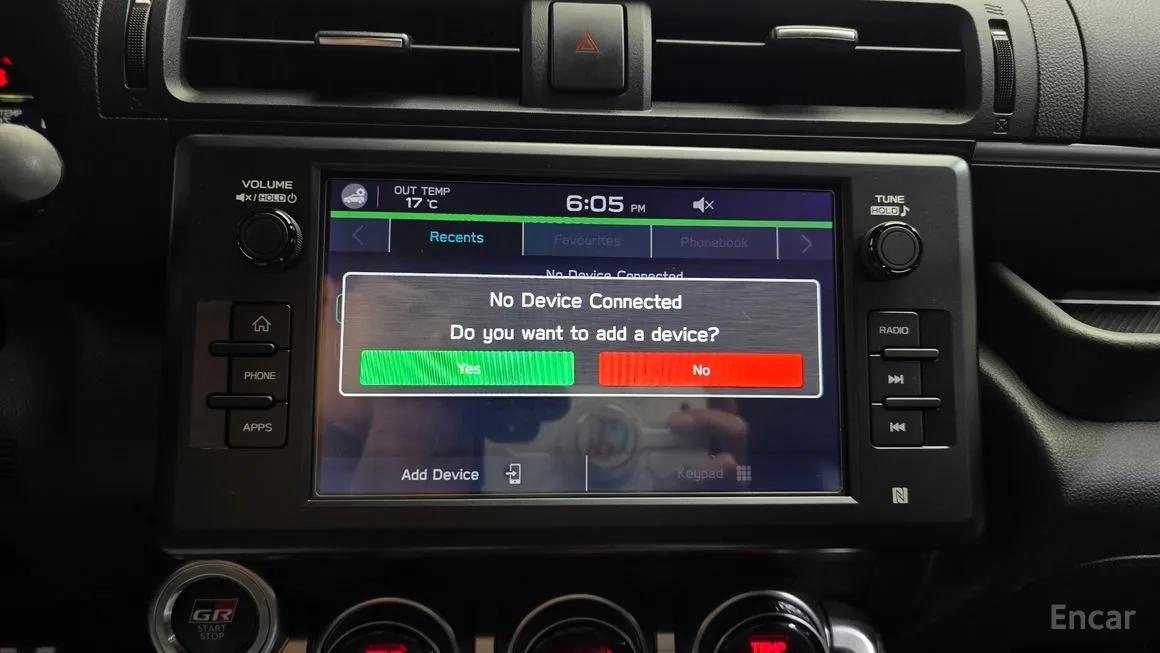 TEMP
VOLUME
/ HOLD
OUT TEMP
17 °C
6:05 PM
TUNE
HOLD
Recents
Favourites
Phonebook
No Device Connected
No Device Connected
Do you want to add a device?
Yes
No
RADIO
PHONE
APPS
Add Device
Keypad
GR
START
STOP
TEMP
Encar